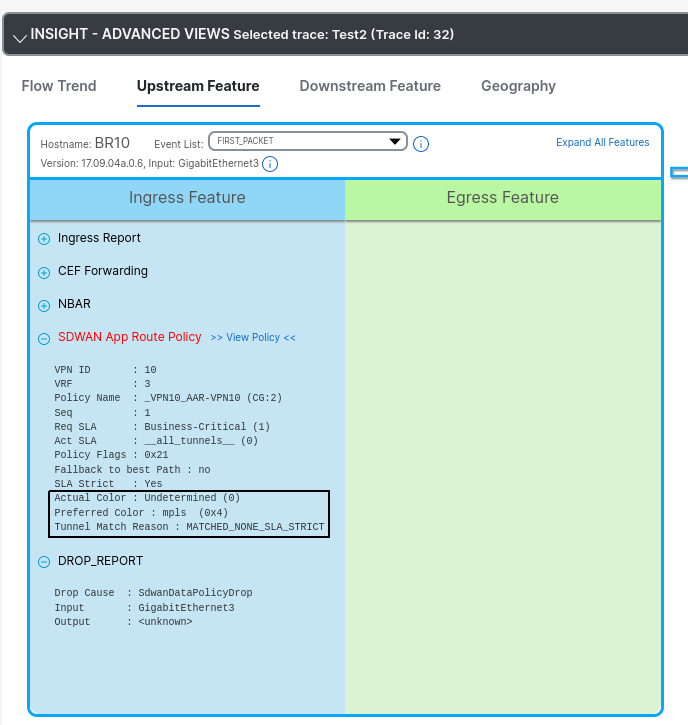 INSIGHT - ADVANCED VIEWS Selected trace: Test2 (Trace Id: 32)
Flow Trend Upstream Feature Downstream Feature Geography
Hostname: BR10 Event List: FIRST_PACKET Expand All Features
Version: 17.09.04a.0.6, Input: GigabitEthernet3
Ingress Feature Egress Feature
Ingress Report
CEF Forwarding
NBAR
SDWAN App Route Policy >> View Policy <<
VPN ID : 10
VRF : 3
Policy Name : _VPN10_AAR-VPN10 (CG:2)
Seq : 1
Req SLA : Business-Critical (1)
Act SLA : __all_tunnels__ (0)
Policy Flags : 0x21
Fallback to best Path : no
SLA Strict : Yes
Actual Color : Undetermined (0)
Preferred Color : mpls (0x4)
Tunnel Match Reason : MATCHED_NONE_SLA_STRICT
DROP_REPORT
Drop Cause : SdwanDataPolicyDrop
Input : GigabitEthernet3
Output : <unknown>